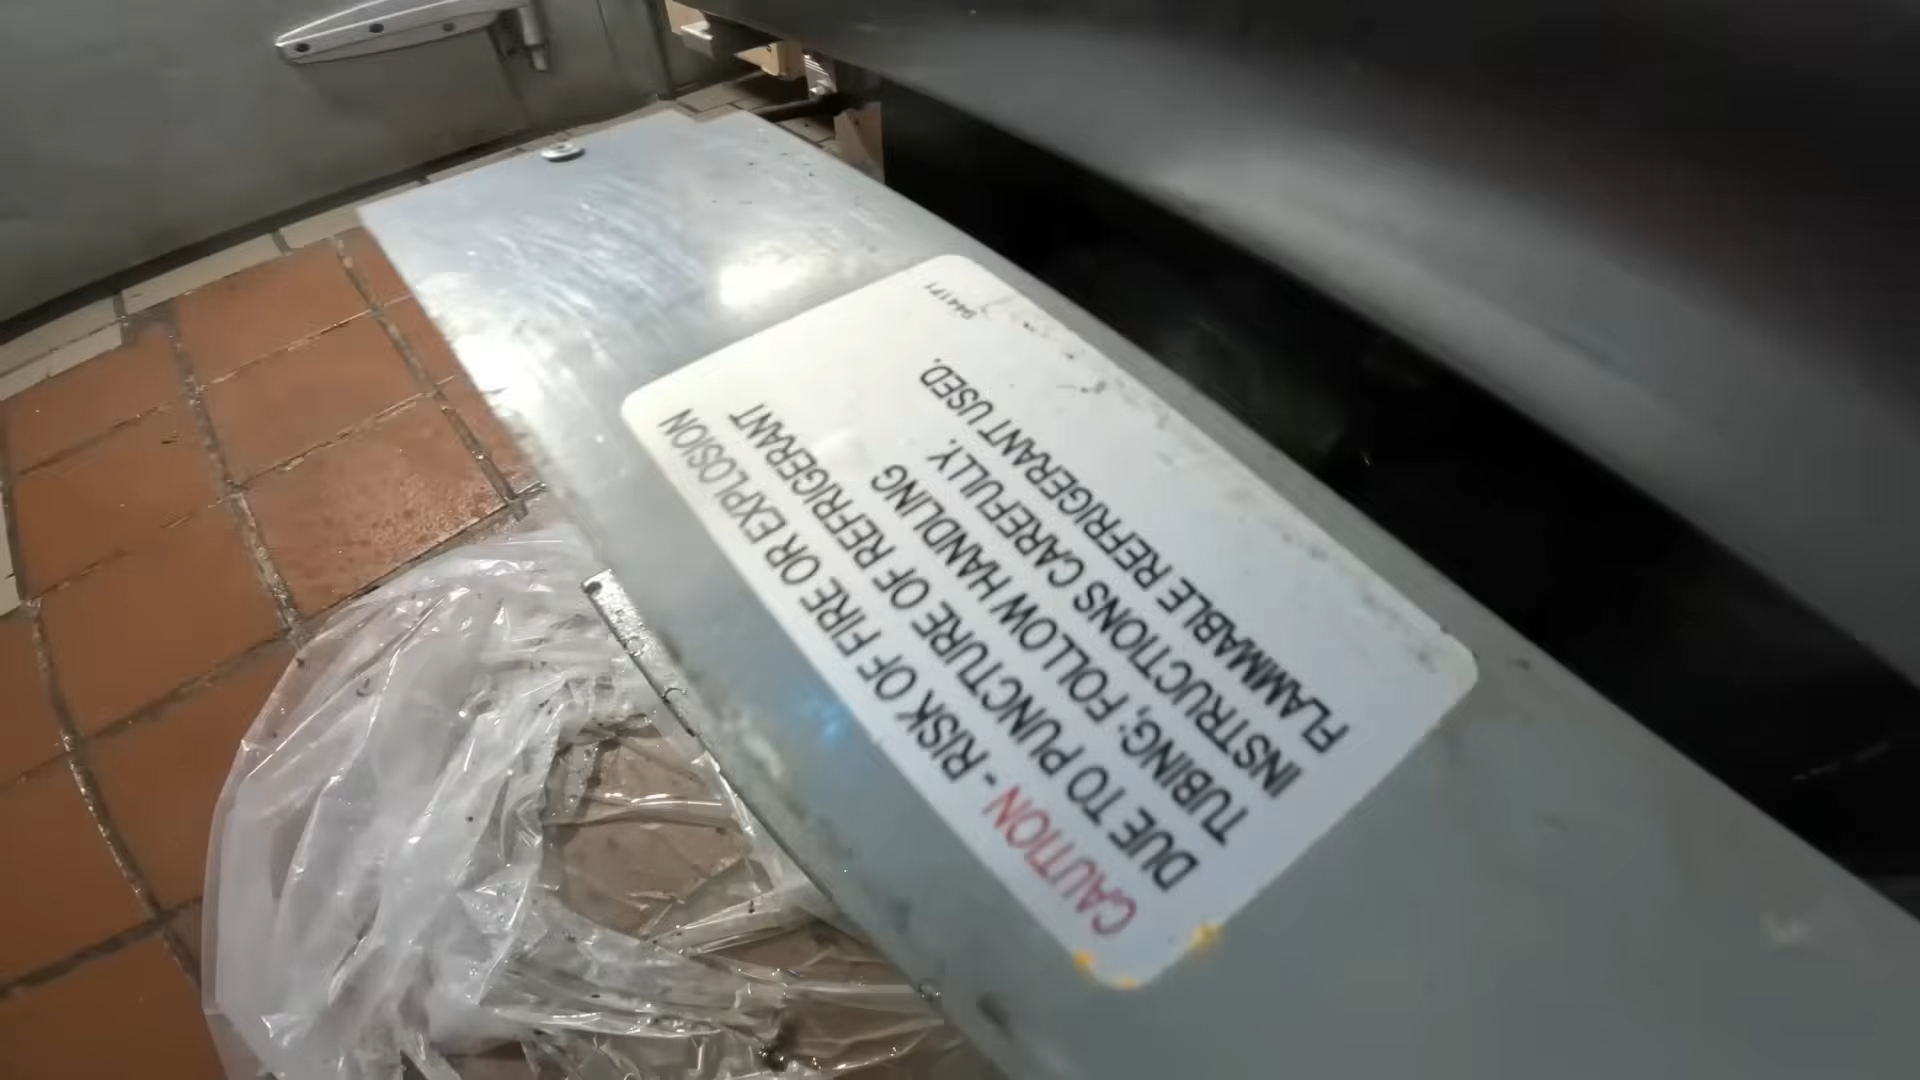 CAUTION - RISK OF FIRE OR EXPLOSION
DUE TO PUNCTURE OF REFRIGERANT
TUBING; FOLLOW HANDLING
INSTRUCTIONS CAREFULLY.
FLAMMABLE REFRIGERANT USED.